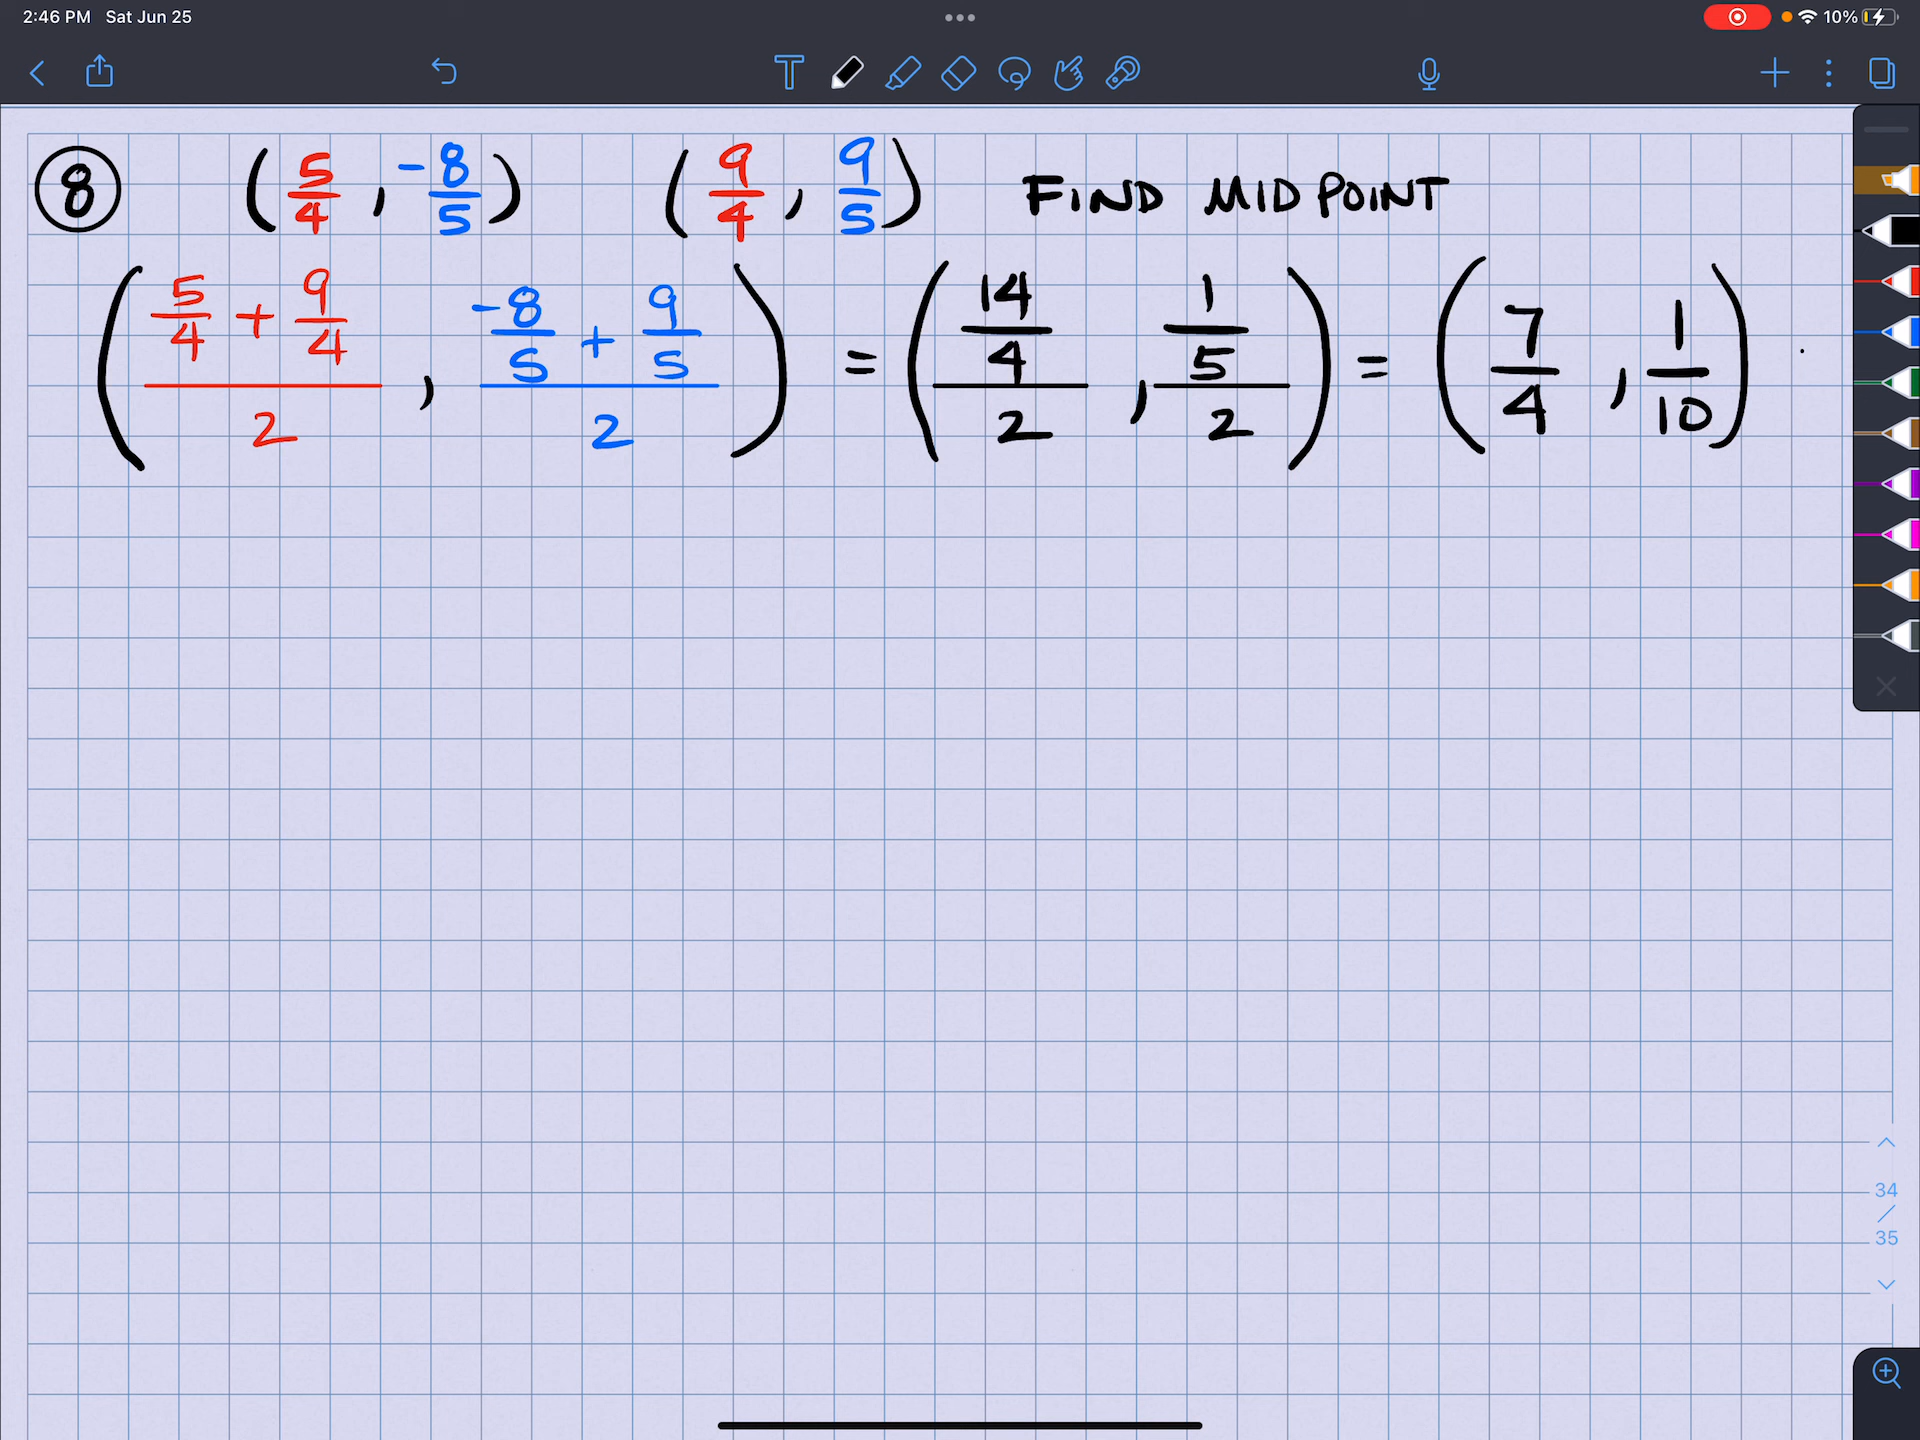 2:46 PM Sat Jun 25
10%
8 (5/4, -8/5) (9/4, 9/5) FIND MIDPOINT
((5/4 + 9/4)/2, (-8/5 + 9/5)/2) = ((14/4)/2, (1/5)/2) = (7/4, 1/10)
34
/
35